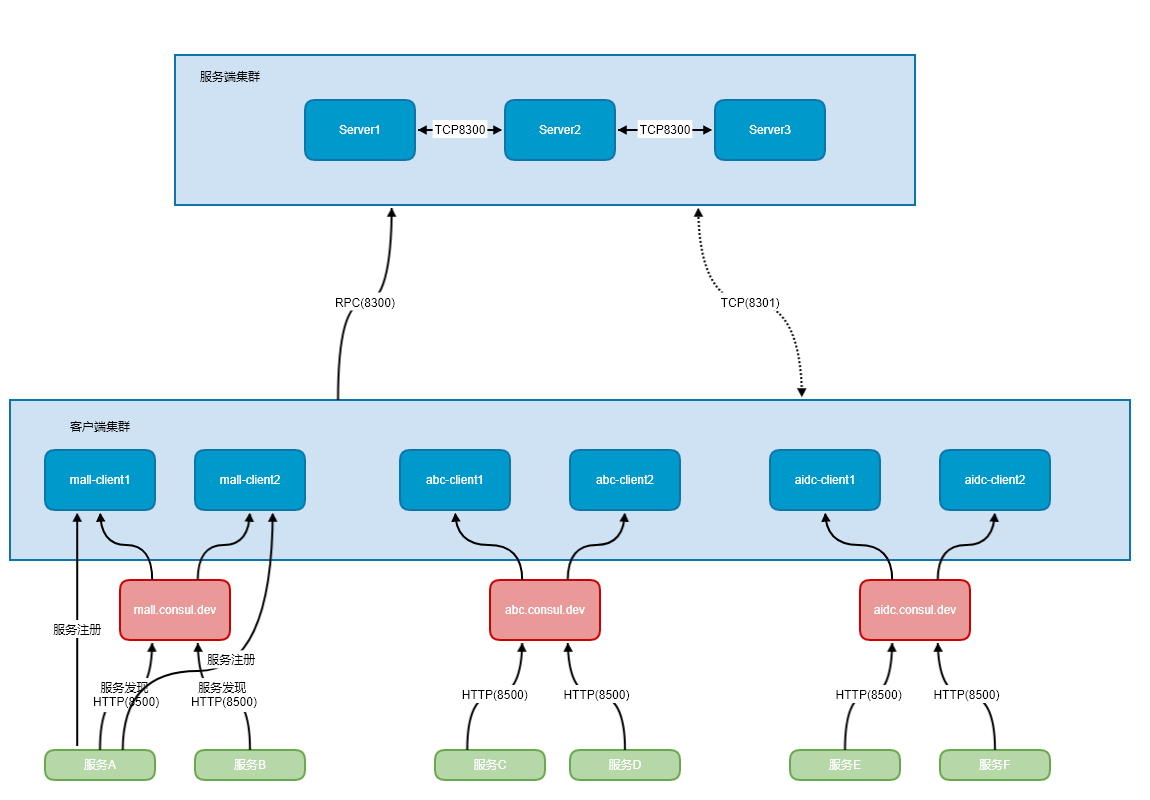 服务端集群
Server1
TCP8300
Server2
TCP8300
Server3
RPC(8300)
TCP(8301)
客户端集群
mall-client1
mall-client2
abc-client1
abc-client2
aidc-client1
aidc-client2
mall.consul.dev
abc.consul.dev
aidc.consul.dev
服务注册
服务注册
服务发现
HTTP(8500)
服务发现
HTTP(8500)
HTTP(8500)
HTTP(8500)
HTTP(8500)
HTTP(8500)
服务A
服务B
服务C
服务D
服务E
服务F